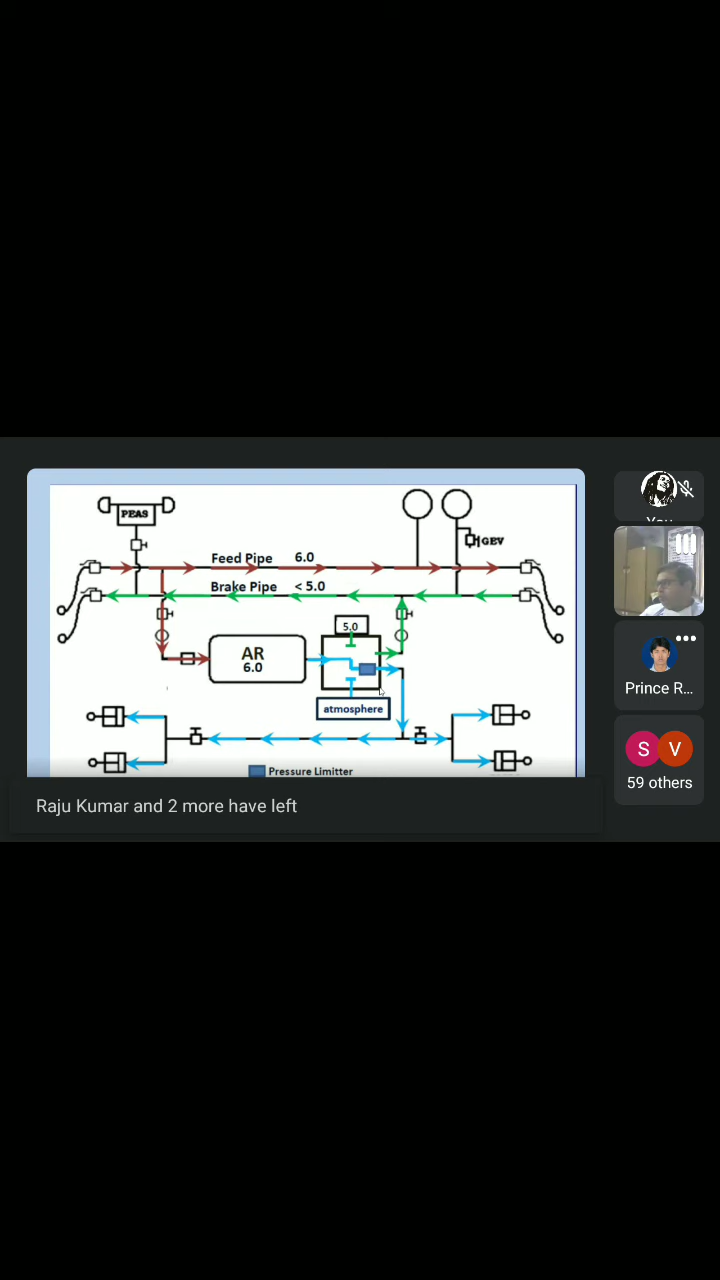 PEAS
GEV
Feed Pipe 6.0
Brake Pipe < 5.0
5.0
AR
6.0
atmosphere
Pressure Limitter
Prince R...
S V
59 others
Raju Kumar and 2 more have left